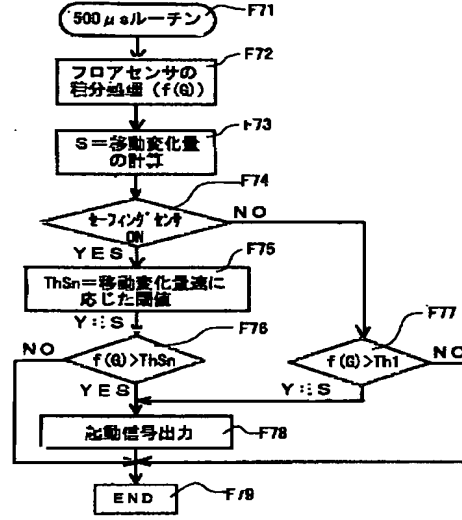 500μsルーチン
F71
フロアセンサの
積分処理 (f(G))
F72
S=移動変化量
の計算
F73
セーフィングセンサ
ON
F74
NO
YES
ThSn=移動変化量速に
応じた閾値
F75
Y:::S
NO
f(G)>ThSn
F76
f(G)>Th1
F77
NO
YES
Y:::S
起動信号出力
F78
END
F79